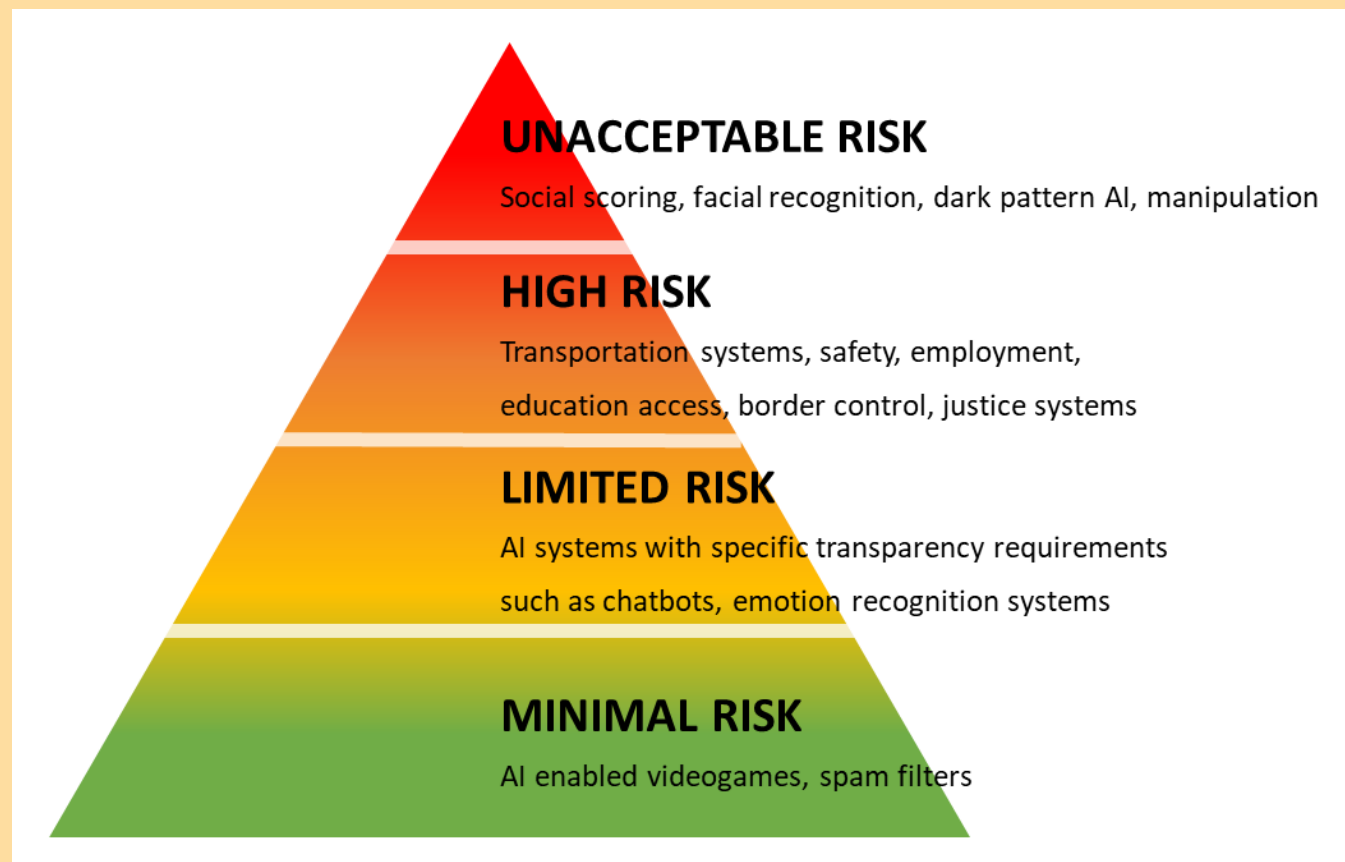 UNACCEPTABLE RISK
Social scoring, facial recognition, dark pattern AI, manipulation
HIGH RISK
Transportation systems, safety, employment,
education access, border control, justice systems
LIMITED RISK
AI systems with specific transparency requirements
such as chatbots, emotion recognition systems
MINIMAL RISK
AI enabled videogames, spam filters